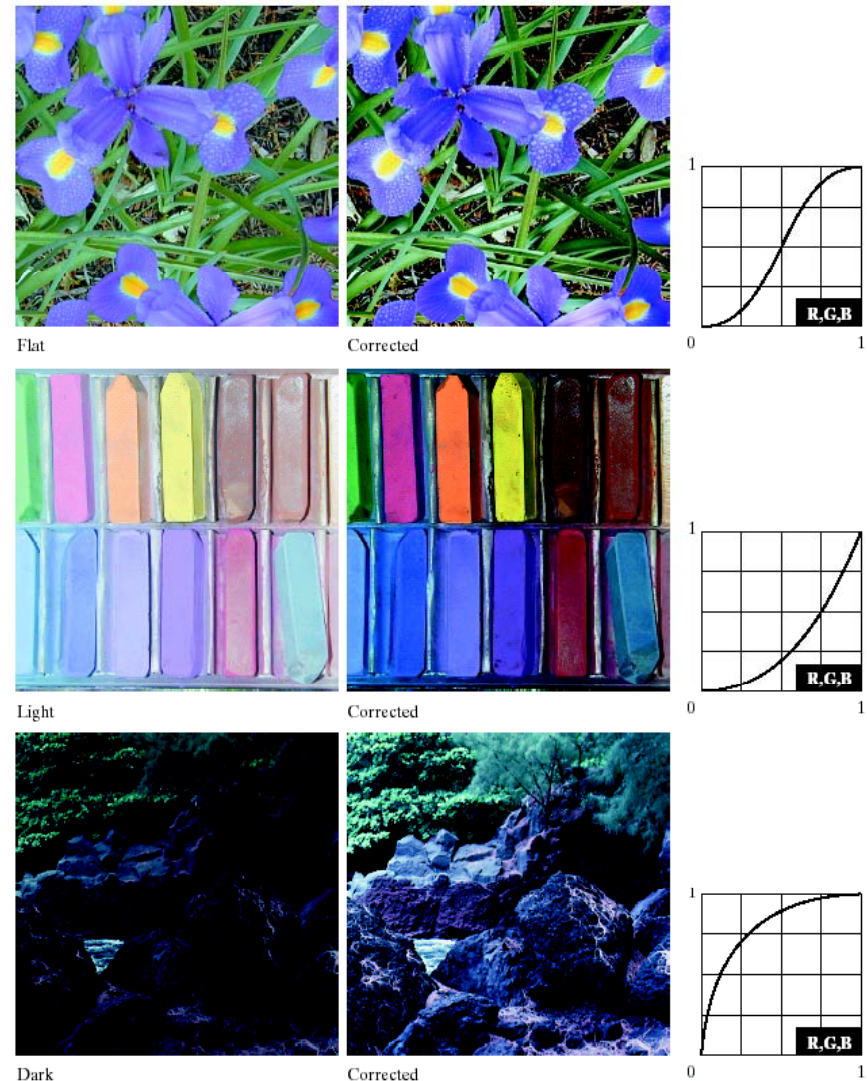 1
R,G,B
0 1
Flat Corrected
1
R,G,B
0 1
Light Corrected
1
R,G,B
0 1
Dark Corrected